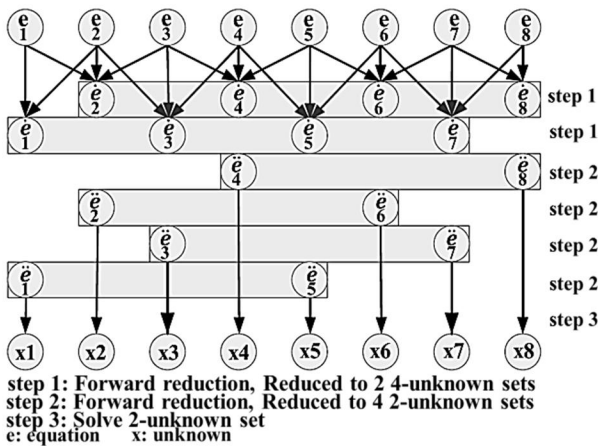 e e e e e e e e
1 2 3 4 5 6 7 8
ė ė ė ė step 1
2 4 6 8
ė ė ė ė step 1
1 3 5 7
ë ë step 2
4 8
ë ë step 2
2 6
ë ë step 2
3 7
ë ë step 2
1 5
step 3
x1 x2 x3 x4 x5 x6 x7 x8
step 1: Forward reduction, Reduced to 2 4-unknown sets
step 2: Forward reduction, Reduced to 4 2-unknown sets
step 3: Solve 2-unknown set
e: equation x: unknown